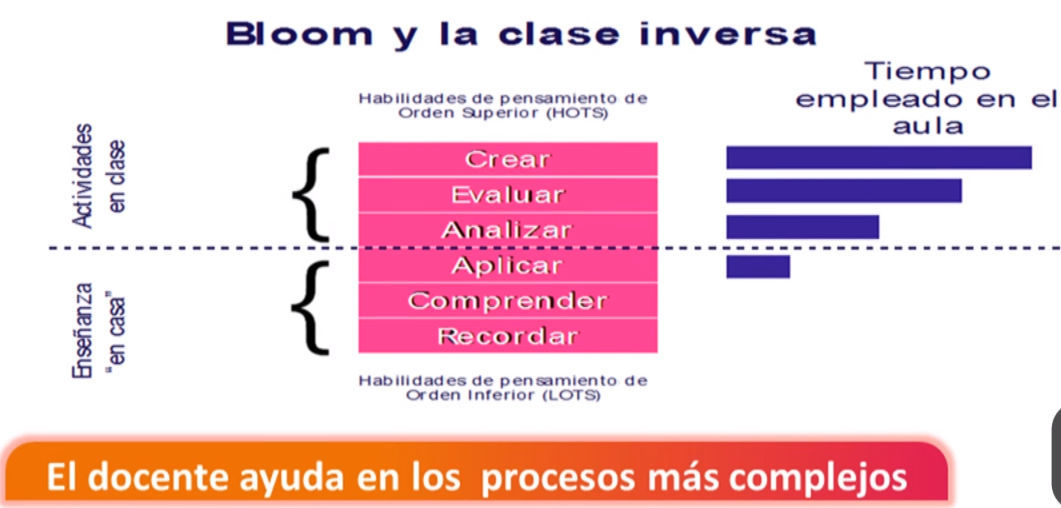 Bloom y la clase inversa
Tiempo
empleado en el
aula
Habilidades de pensamiento de
Orden Superior (HOTS)
Actividades
en clase
{
Crear
Evaluar
Analizar
Enseñanza
"en casa"
{
Aplicar
Comprender
Recordar
Habilidades de pensamiento de
Orden Inferior (LOTS)
El docente ayuda en los procesos más complejos